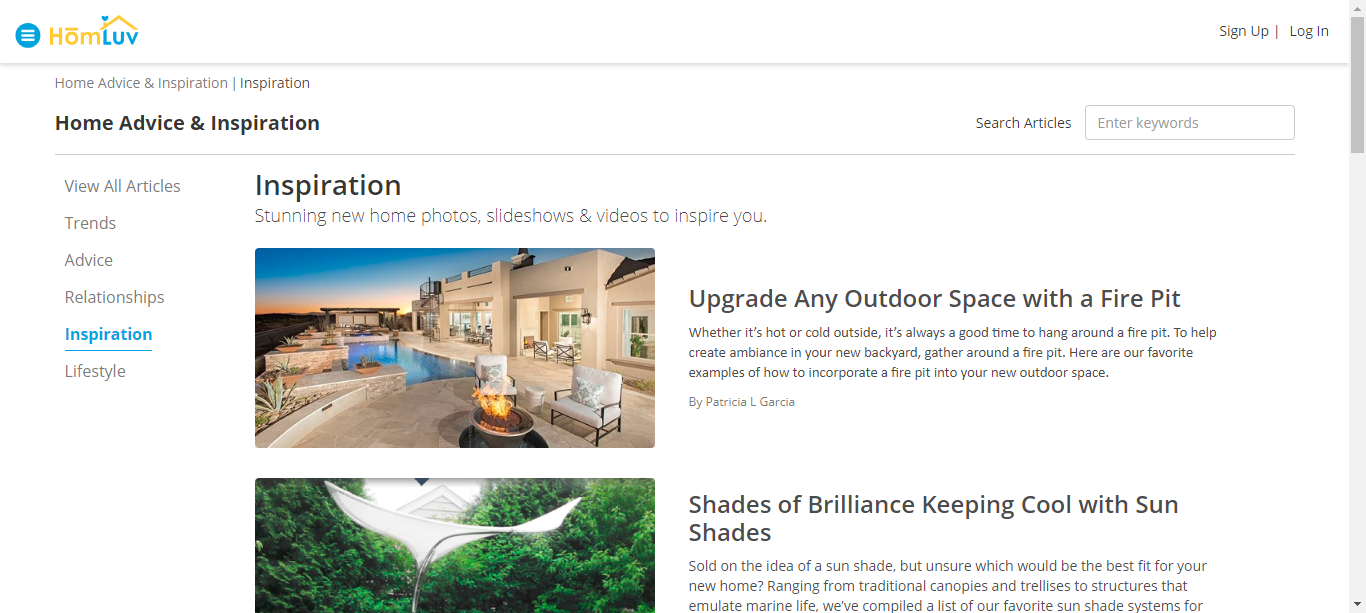 HōmLuv
Sign Up | Log In
Home Advice & Inspiration | Inspiration
Home Advice & Inspiration
Search Articles
Enter keywords
View All Articles
Trends
Advice
Relationships
Inspiration
Lifestyle
Inspiration
Stunning new home photos, slideshows & videos to inspire you.
Upgrade Any Outdoor Space with a Fire Pit
Whether it’s hot or cold outside, it’s always a good time to hang around a fire pit. To help
create ambiance in your new backyard, gather around a fire pit. Here are our favorite
examples of how to incorporate a fire pit into your new outdoor space.
By Patricia L Garcia
Shades of Brilliance Keeping Cool with Sun
Shades
Sold on the idea of a sun shade, but unsure which would be the best fit for your
new home? Ranging from traditional canopies and trellises to structures that
emulate marine life, we’ve compiled a list of our favorite sun shade systems for